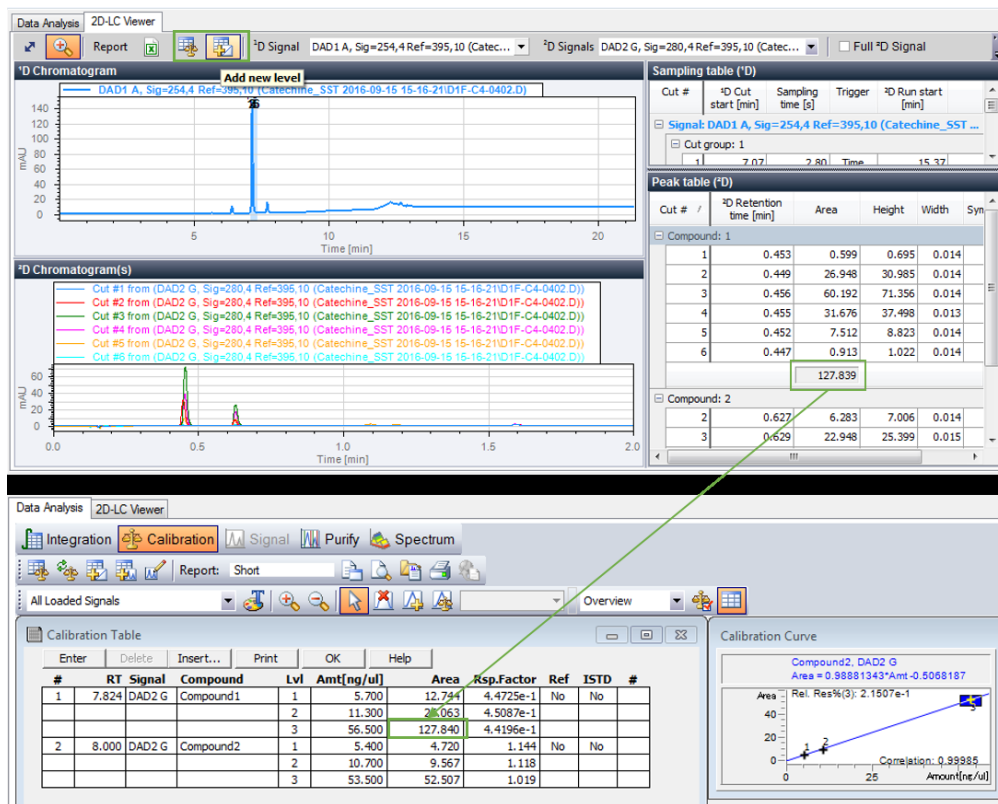 Data Analysis 2D-LC Viewer
Report ¹D Signal DAD1 A, Sig=254,4 Ref=395,10 (Catec... ²D Signals DAD2 G, Sig=280,4 Ref=395,10 (Catec... Full ²D Signal
Add new level
¹D Chromatogram
DAD1 A, Sig=254,4 Ref=395,10 (Catechine_SST 2016-09-15 15-16-21\D1F-C4-0402.D)
140
120
100
80
60
40
20
0
mAU
5 10 15 20
Time [min]
Sampling table (¹D)
Cut # ¹D Cut start [min] Sampling time [s] Trigger ²D Run start [min]
Signal: DAD1 A, Sig=254,4 Ref=395,10 (Catechine_SST ...
Cut group: 1
1 7.07 2.80 Time 15.37
Peak table (²D)
Cut # / ²D Retention time [min] Area Height Width Syn
Compound: 1
1 0.453 0.599 0.695 0.014
2 0.449 26.948 30.985 0.014
3 0.456 60.192 71.356 0.014
4 0.455 31.676 37.498 0.013
5 0.452 7.512 8.823 0.014
6 0.447 0.913 1.022 0.014
127.839
Compound: 2
2 0.627 6.283 7.006 0.014
3 0.629 22.948 25.399 0.015
²D Chromatogram(s)
Cut #1 from (DAD2 G, Sig=280,4 Ref=395,10 (Catechine_SST 2016-09-15 15-16-21\D1F-C4-0402.D))
Cut #2 from (DAD2 G, Sig=280,4 Ref=395,10 (Catechine_SST 2016-09-15 15-16-21\D1F-C4-0402.D))
Cut #3 from (DAD2 G, Sig=280,4 Ref=395,10 (Catechine_SST 2016-09-15 15-16-21\D1F-C4-0402.D))
Cut #4 from (DAD2 G, Sig=280,4 Ref=395,10 (Catechine_SST 2016-09-15 15-16-21\D1F-C4-0402.D))
Cut #5 from (DAD2 G, Sig=280,4 Ref=395,10 (Catechine_SST 2016-09-15 15-16-21\D1F-C4-0402.D))
Cut #6 from (DAD2 G, Sig=280,4 Ref=395,10 (Catechine_SST 2016-09-15 15-16-21\D1F-C4-0402.D))
60
40
20
0
mAU
0.0 0.5 1.0 1.5 2.0
Time [min]
Data Analysis 2D-LC Viewer
Integration Calibration Signal Purify Spectrum
Report: Short
All Loaded Signals Overview
Calibration Table
Enter Delete Insert... Print OK Help
# RT Signal Compound Lvl Amt[ng/ul] Area Rsp.Factor Ref ISTD #
1 7.824 DAD2 G Compound1 1 5.700 12.744 4.4725e-1 No No
2 11.300 063 4.5087e-1
3 56.500 127.840 4.4196e-1
2 8.000 DAD2 G Compound2 1 5.400 4.720 1.144 No No
2 10.700 9.567 1.118
3 53.500 52.507 1.019
Calibration Curve
Compound2, DAD2 G
Area = 0.98881343*Amt -0.5068187
Area Rel. Res%(3): 2.1507e-1
40
20
0
1 2 3
Correlation: 0.99985
0 25 Amount[ng/ul]